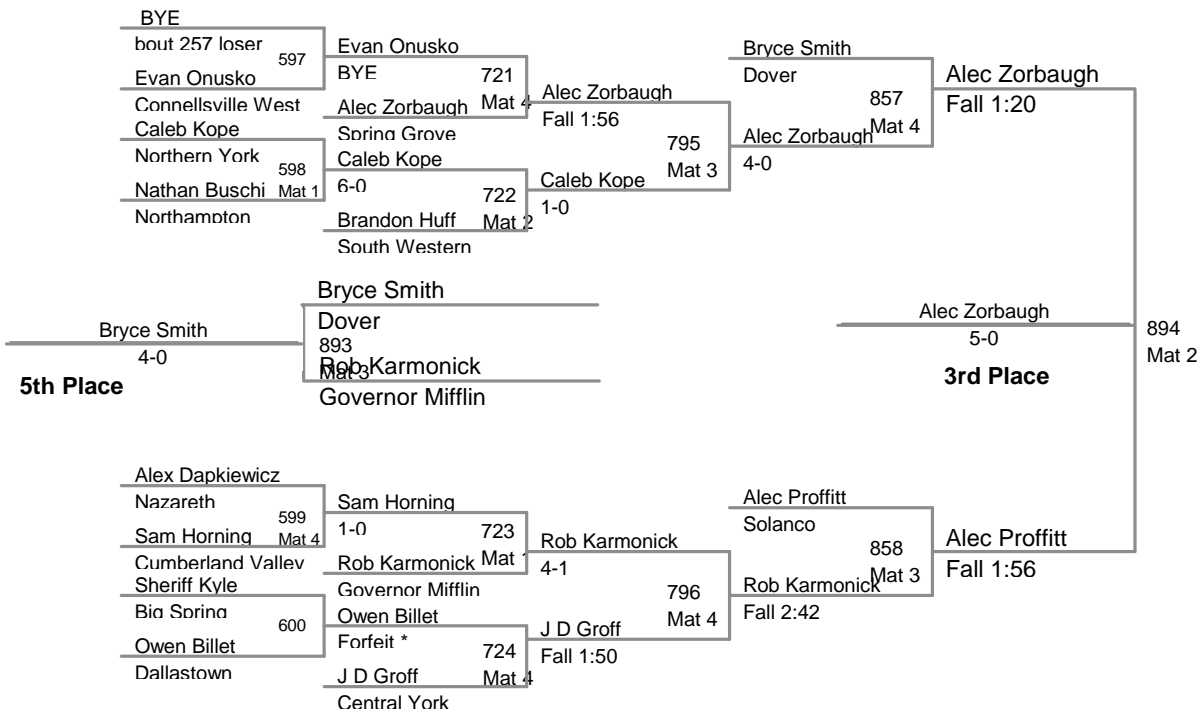 BYE
bout 257 loser
597
Evan Onusko
Connellsville West
Caleb Kope
Northern York
598
Nathan Buschi Mat 1
Northampton
Evan Onusko
BYE
721
Alec Zorbaugh Mat 4
Spring Grove
Caleb Kope
6-0
722
Brandon Huff Mat 2
South Western
Alec Zorbaugh
Fall 1:56
795
Mat 3
Caleb Kope
1-0
Bryce Smith
Dover
857
Alec Zorbaugh Mat 4
4-0
Alec Zorbaugh
Fall 1:20
Bryce Smith
4-0
5th Place
Bryce Smith
Dover
893
Mat 3
Rob Karmonick
Governor Mifflin
Alec Zorbaugh
5-0
3rd Place
894
Mat 2
Alex Dapkiewicz
Nazareth
599
Sam Horning Mat 4
Cumberland Valley
Sheriff Kyle
Big Spring
600
Owen Billet
Dallastown
Sam Horning
1-0
723
Rob Karmonick Mat 1
Governor Mifflin
Owen Billet
Forfeit *
724
J D Groff Mat 4
Central York
Rob Karmonick
4-1
796
Mat 4
J D Groff
Fall 1:50
Alec Proffitt
Solanco
858
Rob Karmonick Mat 3
Fall 2:42
Alec Proffitt
Fall 1:56